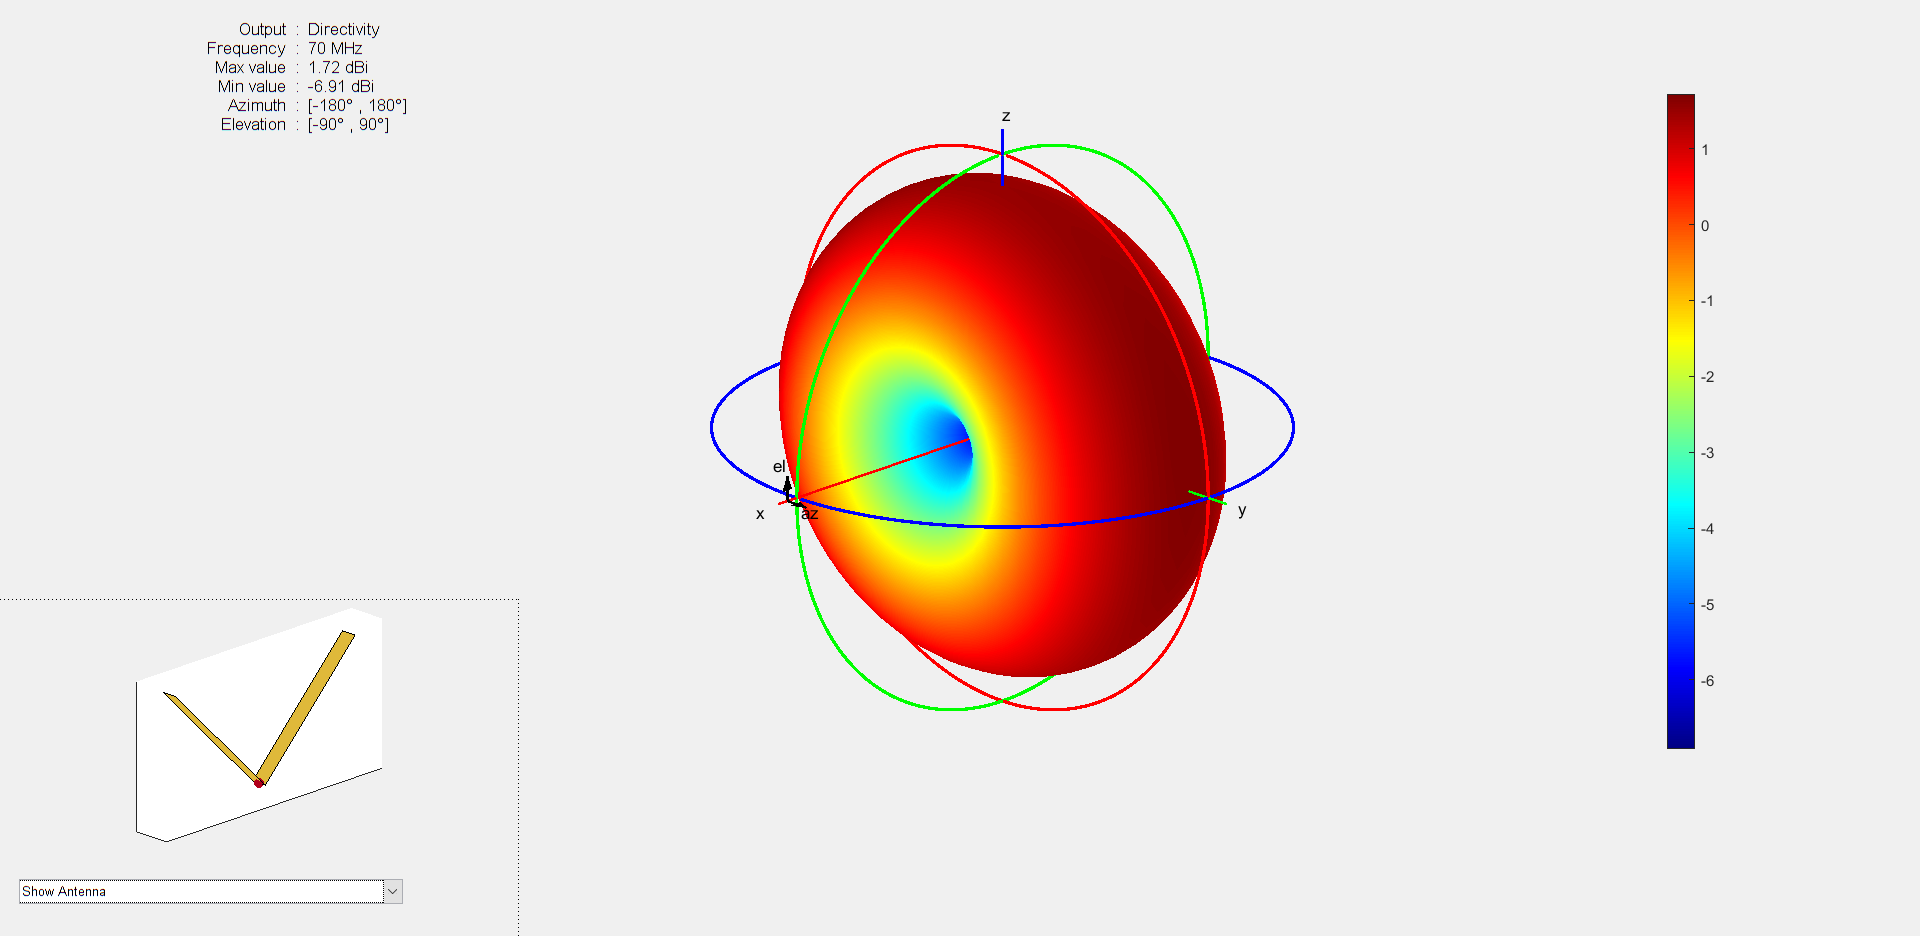 Output : Directivity
Frequency : 70 MHz
Max value : 1.72 dBi
Min value : -6.91 dBi
Azimuth : [-180° , 180°]
Elevation : [-90° , 90°]
z
el
x
az
y
1
0
-1
-2
-3
-4
-5
-6
Show Antenna